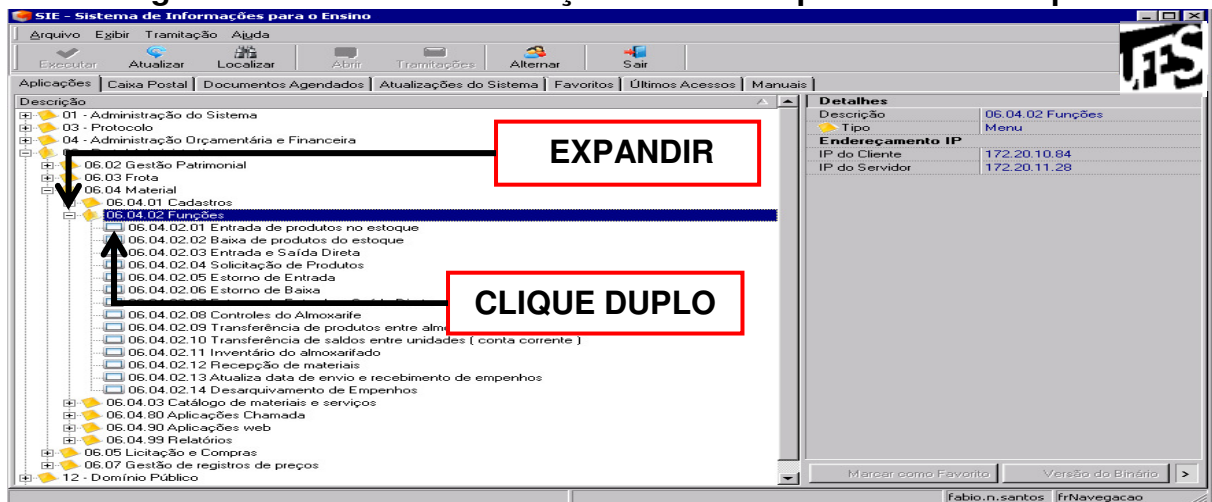 SIE - Sistema de Informações para o Ensino
Arquivo Exibir Tramitação Ajuda
Executar Atualizar Localizar Abrir Tramitações Alternar Sair
UFS
Aplicações Caixa Postal Documentos Agendados Atualizações do Sistema Favoritos Últimos Acessos Manuais
Descrição
01 - Administração do Sistema
03 - Protocolo
04 - Administração Orçamentária e Financeira
06.02 Gestão Patrimonial
06.03 Frota
06.04 Material
06.04.01 Cadastros
06.04.02 Funções
06.04.02.01 Entrada de produtos no estoque
06.04.02.02 Baixa de produtos do estoque
06.04.02.03 Entrada e Saída Direta
06.04.02.04 Solicitação de Produtos
06.04.02.05 Estorno de Entrada
06.04.02.06 Estorno de Baixa
06.04.02.08 Controles do Almoxarife
06.04.02.09 Transferência de produtos entre
06.04.02.10 Transferência de saldos entre unidades ( conta corrente )
06.04.02.11 Inventário do almoxarifado
06.04.02.12 Recepção de materiais
06.04.02.13 Atualiza data de envio e recebimento de empenhos
06.04.02.14 Desarquivamento de Empenhos
06.04.03 Catálogo de materiais e serviços
06.04.80 Aplicações Chamada
06.04.90 Aplicações web
06.04.99 Relatórios
06.05 Licitação e Compras
06.07 Gestão de registros de preços
12 - Domínio Público
EXPANDIR
CLIQUE DUPLO
Detalhes
Descrição 06.04.02 Funções
Tipo Menu
Endereçamento IP
IP do Cliente 172.20.10.84
IP do Servidor 172.20.11.28
Marcar como Favorito Versão do Binário >
fabio.n.santos frNavegacao